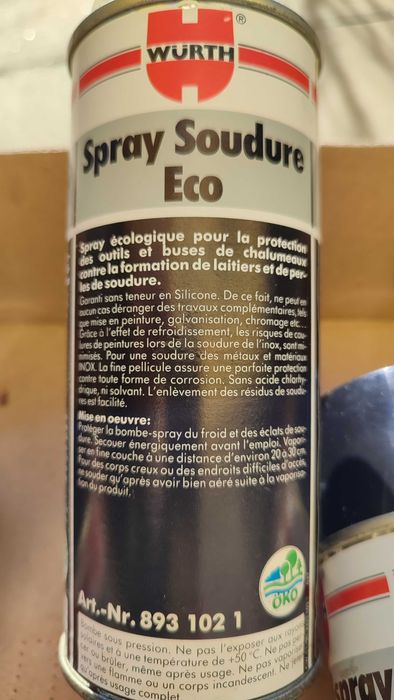 WÜRTH
®
Spray Soudure
Eco
Spray écologique pour la protection
des outils et buses de chalumeaux
contre la formation de laitiers et de per-
les de soudure.
Garanti sans teneur en Silicone. De ce fait, ne peut en
aucun cas déranger des travaux complémentaires, tels
que mise en peinture, galvanisation, chromage etc...
Grâce à l'effet de refroidissement, les risques de cou-
lures de peintures lors de la soudure de l'inox, sont mi-
nimisés. Pour une soudure des métaux et matériaux
INOX. La fine pellicule assure une parfaite protection
contre toute forme de corrosion. Sans acide chlorhy-
drique, ni solvant. L'enlèvement des résidus de soudu-
res est facilité.
Mise en oeuvre:
Protéger la bombe-spray du froid et des éclats de sou-
dure. Secouer énergiquement avant l'emploi. Vapori-
ser en fine couche à une distance d'environ 20 à 30 cm.
Pour des corps creux ou des endroits difficiles d'accès,
ne souder qu'après avoir bien aéré suite à la vaporisa-
tion du produit.
ÖKO
Art.-Nr. 893 102 1
Bombe sous pression. Ne pas l'exposer aux rayons
solaires et à une température de +50 °C. Ne pas per-
cer ou brûler, même après usage. Ne pas vaporiser
vers une flamme ou un corps incandescent. Ne
qu'après usage complet
pray